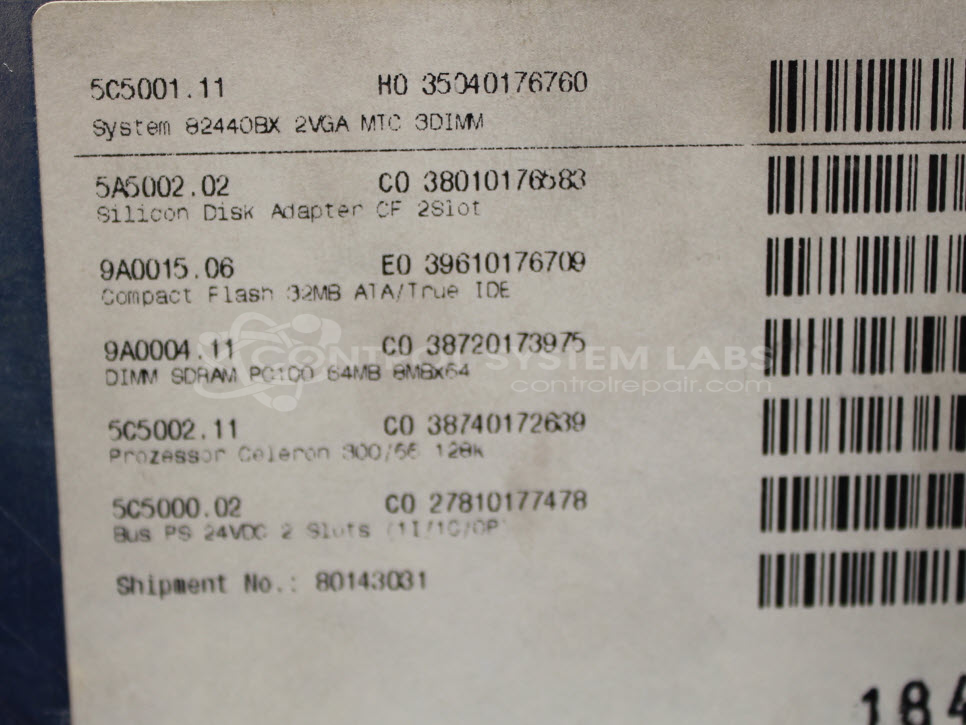 5C5001.11 H0 35040176760
System 82440BX 2VGA MTC 3DIMM
5A5002.02 C0 38010176583
Silicon Disk Adapter CF 2Slot
9A0015.06 E0 39610176709
Compact Flash 32MB ATA/True IDE
9A0004.11 C0 38720173975
CONTROL SYSTEM LABS
DIMM SDRAM PC100 64MB 8MBx64
controlrepair.com
5C5002.11 C0 38740172639
Prozessor Celeron 300/66 128k
5C5000.02 C0 27810177478
Bus PS 24VDC 2 Slots (1I/1C/0P)
Shipment No.: 80143031
184